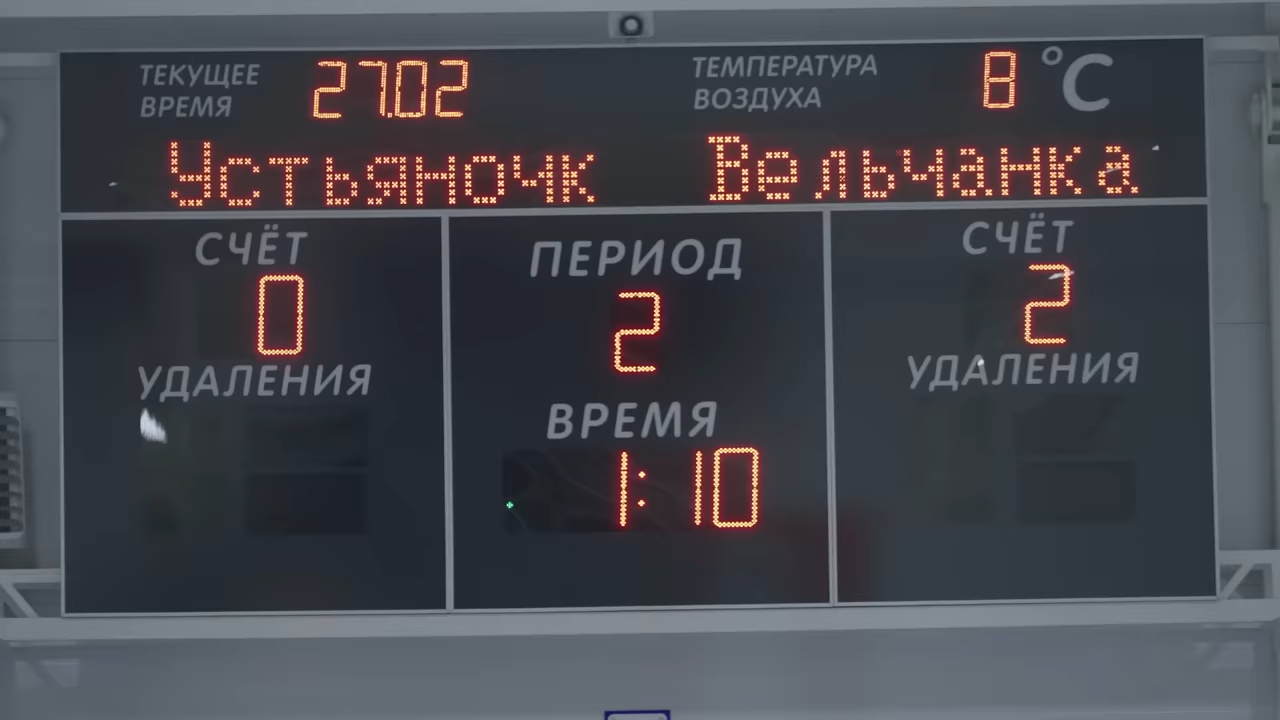 ТЕКУЩЕЕ ВРЕМЯ 27.02
ТЕМПЕРАТУРА ВОЗДУХА 8 °C
Устьяночк Вельчанка
СЧЁТ ПЕРИОД С�чЁТ
0 2 2
УДАЛЕНИЯ ВРЕМЯ УДАЛЕНИЯ
1:10